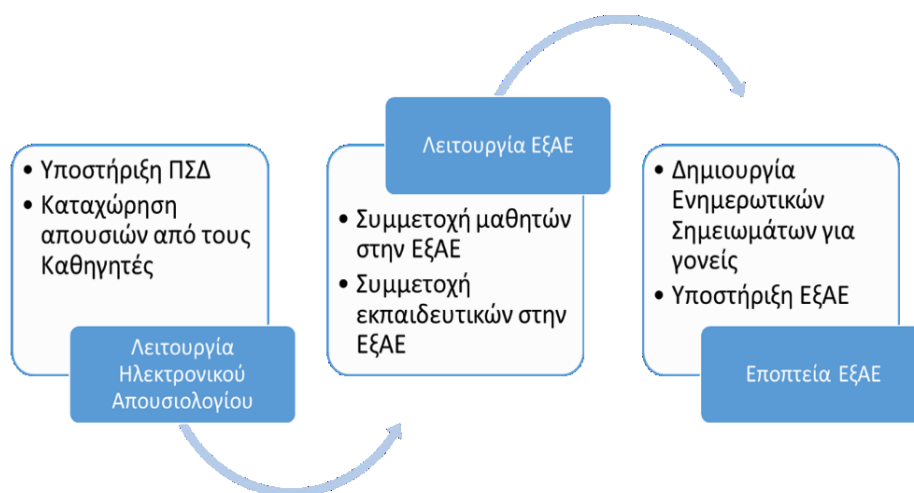 • Υποστήριξη ΠΣΔ
• Καταχώρηση
απουσιών από τους
Καθηγητές
Λειτουργία
Ηλεκτρονικού
Απουσιολογίου
Λειτουργία ΕξΑΕ
• Συμμετοχή μαθητών
στην ΕξΑΕ
• Συμμετοχή
εκπαιδευτικών στην
ΕξΑΕ
• Δημιουργία
Ενημερωτικών
Σημειωμάτων για
γονείς
• Υποστήριξη ΕξΑΕ
Εποπτεία ΕξΑΕ